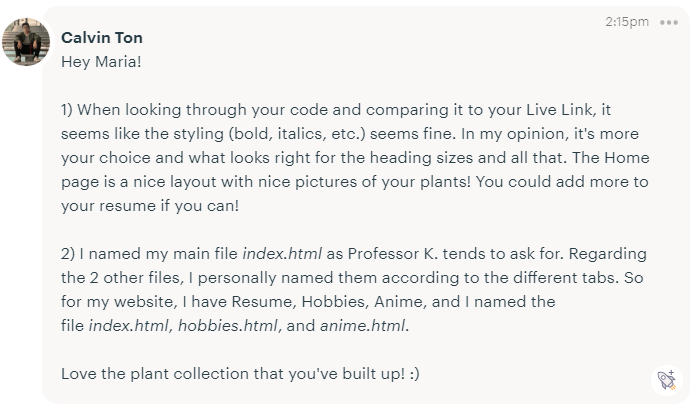 2:15pm
Calvin Ton
Hey Maria!
1) When looking through your code and comparing it to your Live Link, it
seems like the styling (bold, italics, etc.) seems fine. In my opinion, it's more
your choice and what looks right for the heading sizes and all that. The Home
page is a nice layout with nice pictures of your plants! You could add more to
your resume if you can!
2) I named my main file index.html as Professor K. tends to ask for. Regarding
the 2 other files, I personally named them according to the different tabs. So
for my website, I have Resume, Hobbies, Anime, and I named the
file index.html, hobbies.html, and anime.html.
Love the plant collection that you've built up! :)